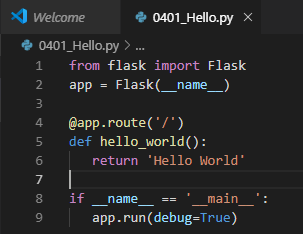 Welcome 0401_Hello.py
0401_Hello.py > ...
1 from flask import Flask
2 app = Flask(__name__)
3
4 @app.route('/')
5 def hello_world():
6     return 'Hello World'
7
8 if __name__ == '__main__':
9     app.run(debug=True)